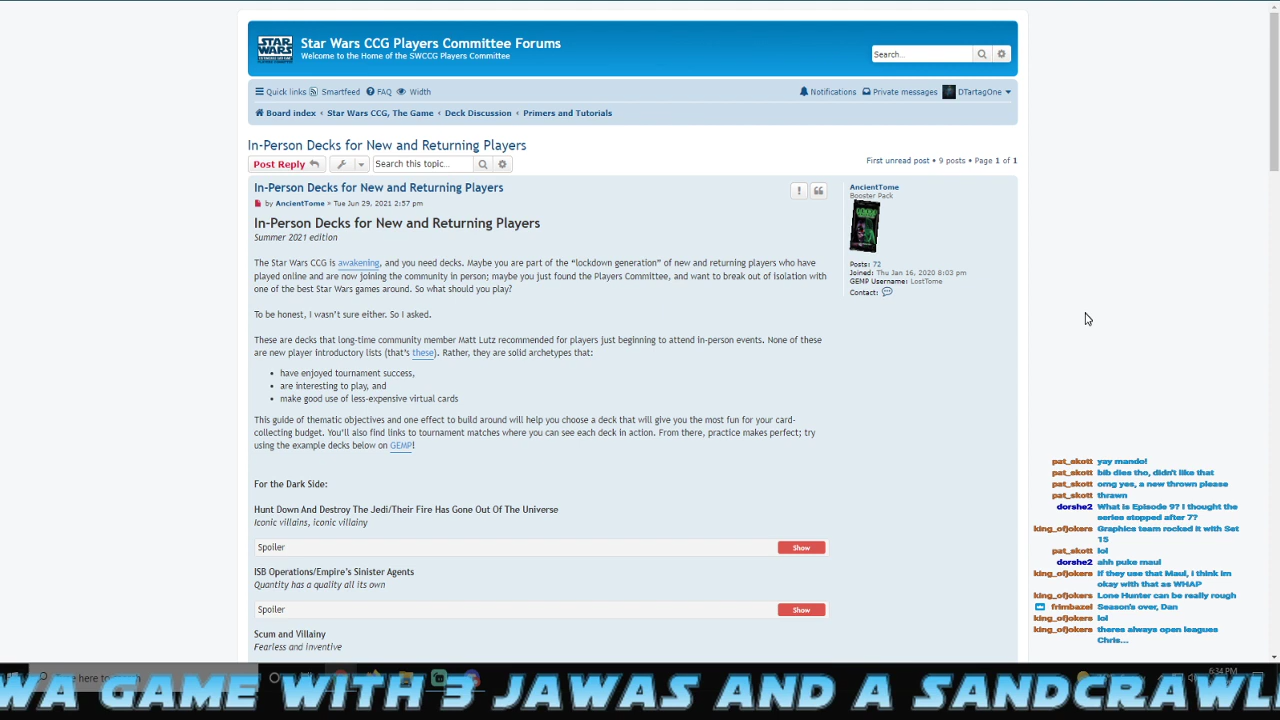 STAR WARS
Star Wars CCG Players Committee Forums
Welcome to the Home of the SWCCG Players Committee
Search...
Quick links Smartfeed FAQ Width
Notifications Private messages DTartagOne
Board index ‹ Star Wars CCG, The Game ‹ Deck Discussion ‹ Primers and Tutorials
In-Person Decks for New and Returning Players
Post Reply Search this topic...
First unread post • 9 posts • Page 1 of 1
In-Person Decks for New and Returning Players
by AncientTome » Tue Jun 29, 2021 2:57 pm
In-Person Decks for New and Returning Players
Summer 2021 edition
The Star Wars CCG is awakening, and you need decks. Maybe you are part of the “lockdown generation” of new and returning players who have
played online and are now joining the community in person; maybe you just found the Players Committee, and want to break out of isolation with
one of the best Star Wars games around. So what should you play?
To be honest, I wasn’t sure either. So I asked.
These are decks that long-time community member Matt Lutz recommended for players just beginning to attend in-person events. None of these
are new player introductory lists (that’s these). Rather, they are solid archetypes that:
• have enjoyed tournament success,
• are interesting to play, and
• make good use of less-expensive virtual cards
This guide of thematic objectives and one effect to build around will help you choose a deck that will give you the most fun for your card-
collecting budget. You’ll also find links to tournament matches where you can see each deck in action. From there, practice makes perfect; try
using the example decks below on GEMP!
For the Dark Side:
Hunt Down And Destroy The Jedi/Their Fire Has Gone Out Of The Universe
Iconic villains, iconic villainy
Spoiler Show
ISB Operations/Empire’s Sinister Agents
Quantity has a quality all its own
Spoiler Show
Scum and Villainy
Fearless and inventive
AncientTome
Booster Pack
Posts: 72
Joined: Thu Jan 16, 2020 8:03 pm
GEMP Username: LostTome
Contact:
pat_skott yay mando!
pat_skott bib dies tho, didn't like that
pat_skott omg yes, a new thrown please
pat_skott thrawn
dorshe2 What is Episode 9? I thought the
series stopped after 7?
king_ofjokers Graphics team rocked it with Set
15
pat_skott lol
dorshe2 ahh puke maul
king_ofjokers If they use that Maul, i think im
okay with that as WHAP
king_ofjokers Lone Hunter can be really rough
frimbazel Season's over, Dan
king_ofjokers lol
king_ofjokers theres always open leagues
Chris...
6:34 PM
WA GAME WITH 3 JAWAS AND A SANDCRAWL